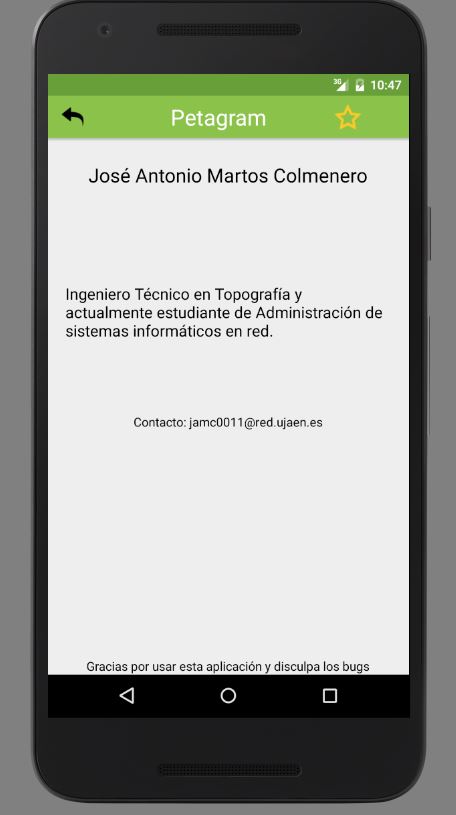 3G 10:47
Petagram
José Antonio Martos Colmenero
Ingeniero Técnico en Topografía y
actualmente estudiante de Administración de
sistemas informáticos en red.
Contacto: jamc0011@red.ujaen.es
Gracias por usar esta aplicación y disculpa los bugs